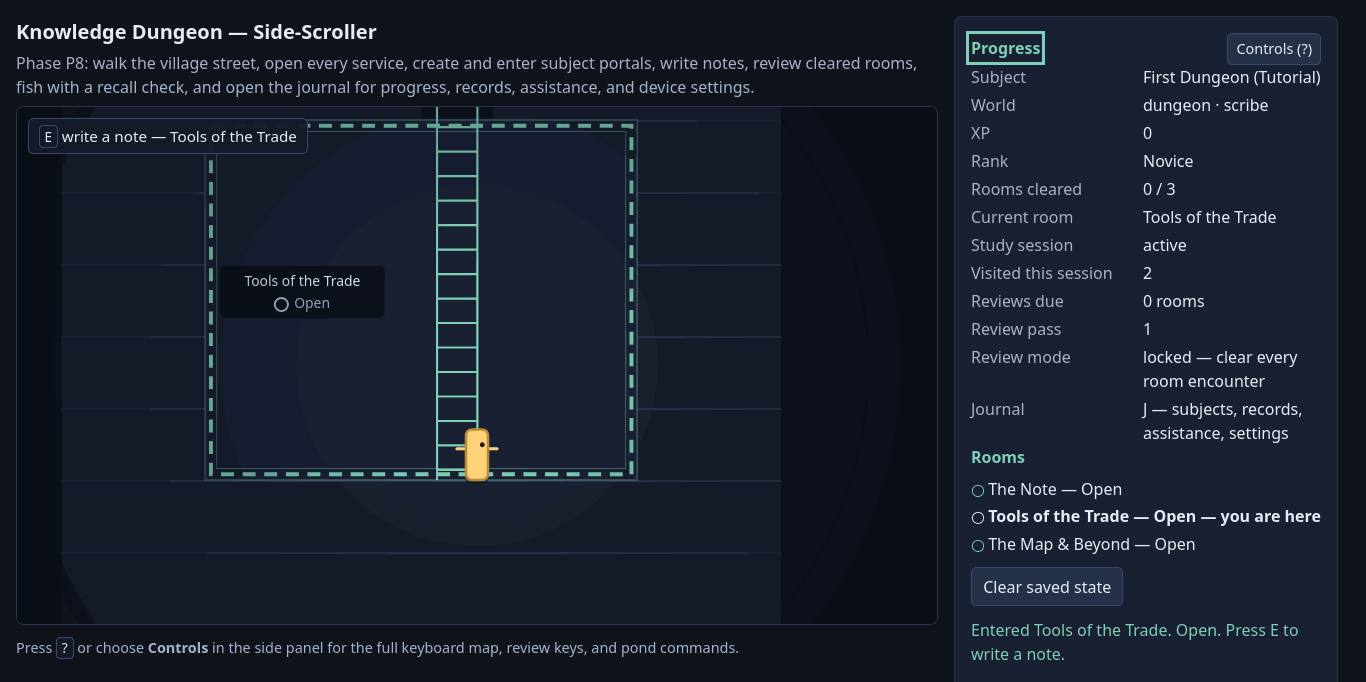 Knowledge Dungeon — Side-Scroller
Phase P8: walk the village street, open every service, create and enter subject portals, write notes, review cleared rooms,
fish with a recall check, and open the journal for progress, records, assistance, and device settings.
E write a note — Tools of the Trade
Tools of the Trade
Open
Press ? or choose Controls in the side panel for the full keyboard map, review keys, and pond commands.
Progress
Controls (?)
Subject First Dungeon (Tutorial)
World dungeon · scribe
XP 0
Rank Novice
Rooms cleared 0 / 3
Current room Tools of the Trade
Study session active
Visited this session 2
Reviews due 0 rooms
Review pass 1
Review mode locked — clear every
room encounter
Journal J — subjects, records,
assistance, settings
Rooms
○ The Note — Open
○ Tools of the Trade — Open — you are here
○ The Map & Beyond — Open
Clear saved state
Entered Tools of the Trade. Open. Press E to
write a note.